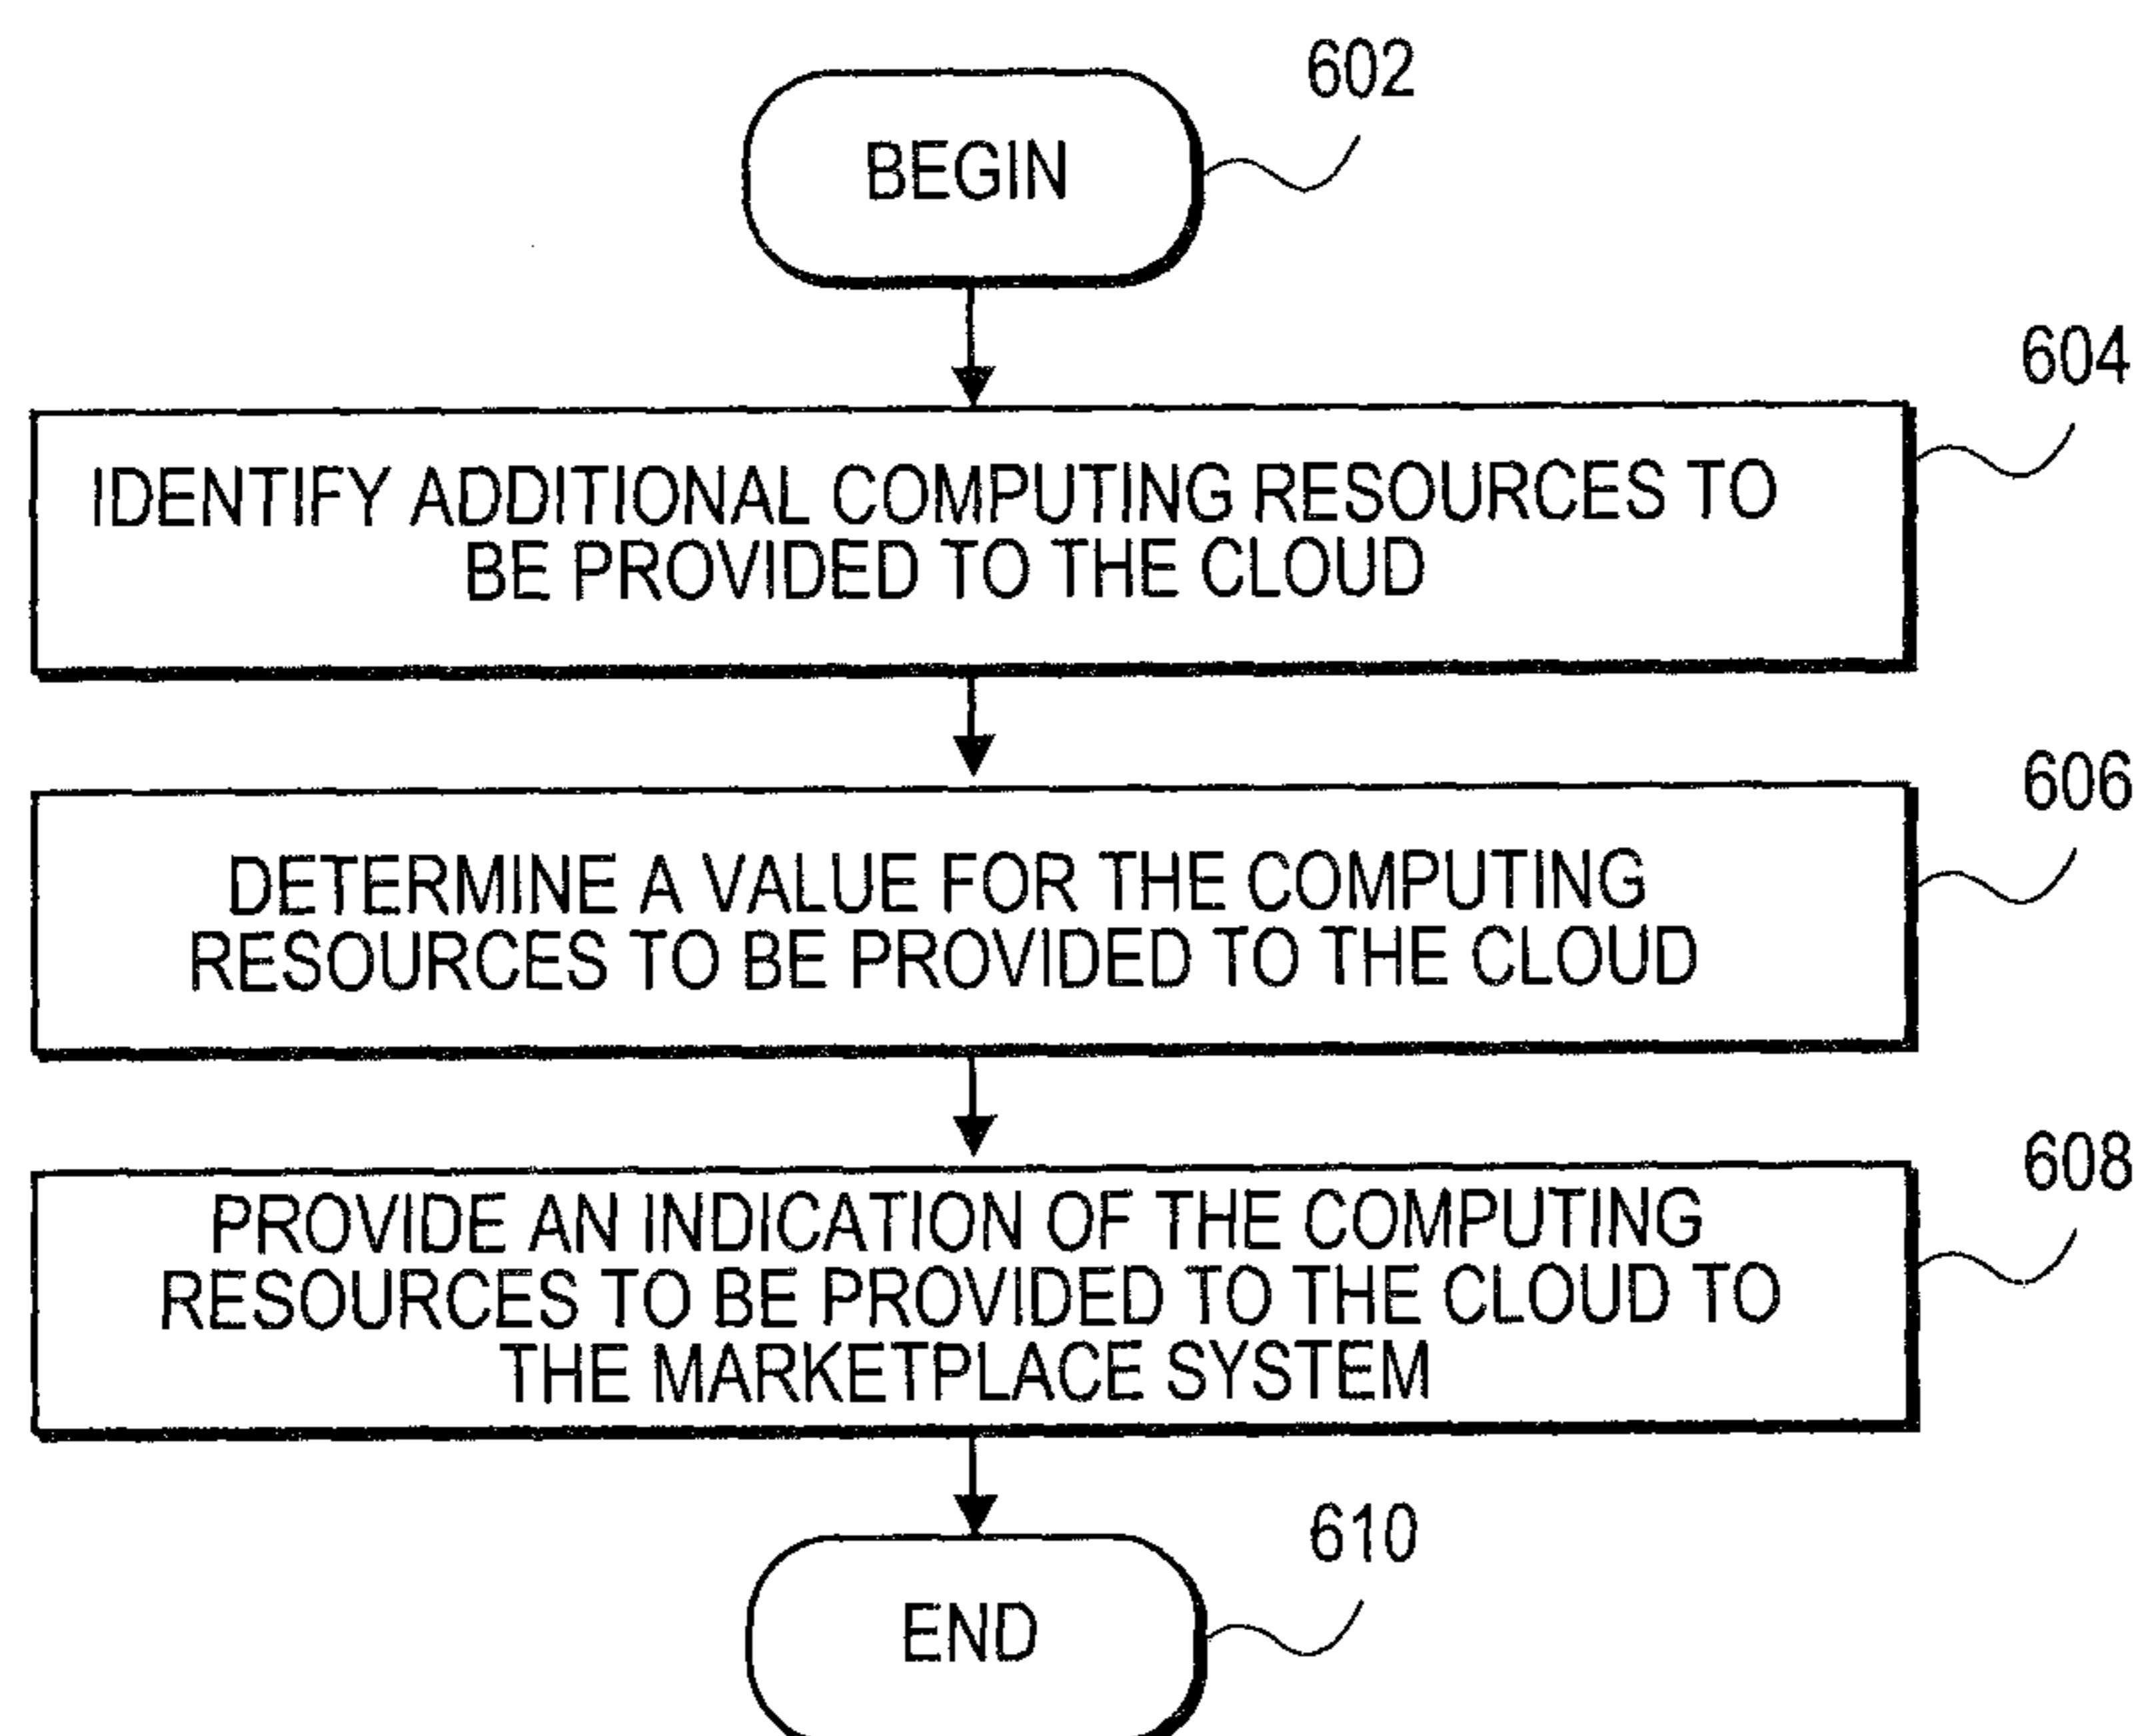 602
BEGIN
604
IDENTIFY ADDITIONAL COMPUTING RESOURCES TO
BE PROVIDED TO THE CLOUD
606
DETERMINE A VALUE FOR THE COMPUTING
RESOURCES TO BE PROVIDED TO THE CLOUD
608
PROVIDE AN INDICATION OF THE COMPUTING
RESOURCES TO BE PROVIDED TO THE CLOUD TO
THE MARKETPLACE SYSTEM
610
END